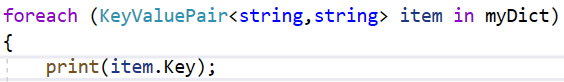 foreach (KeyValuePair<string,string> item in myDict)
{
print(item.Key);